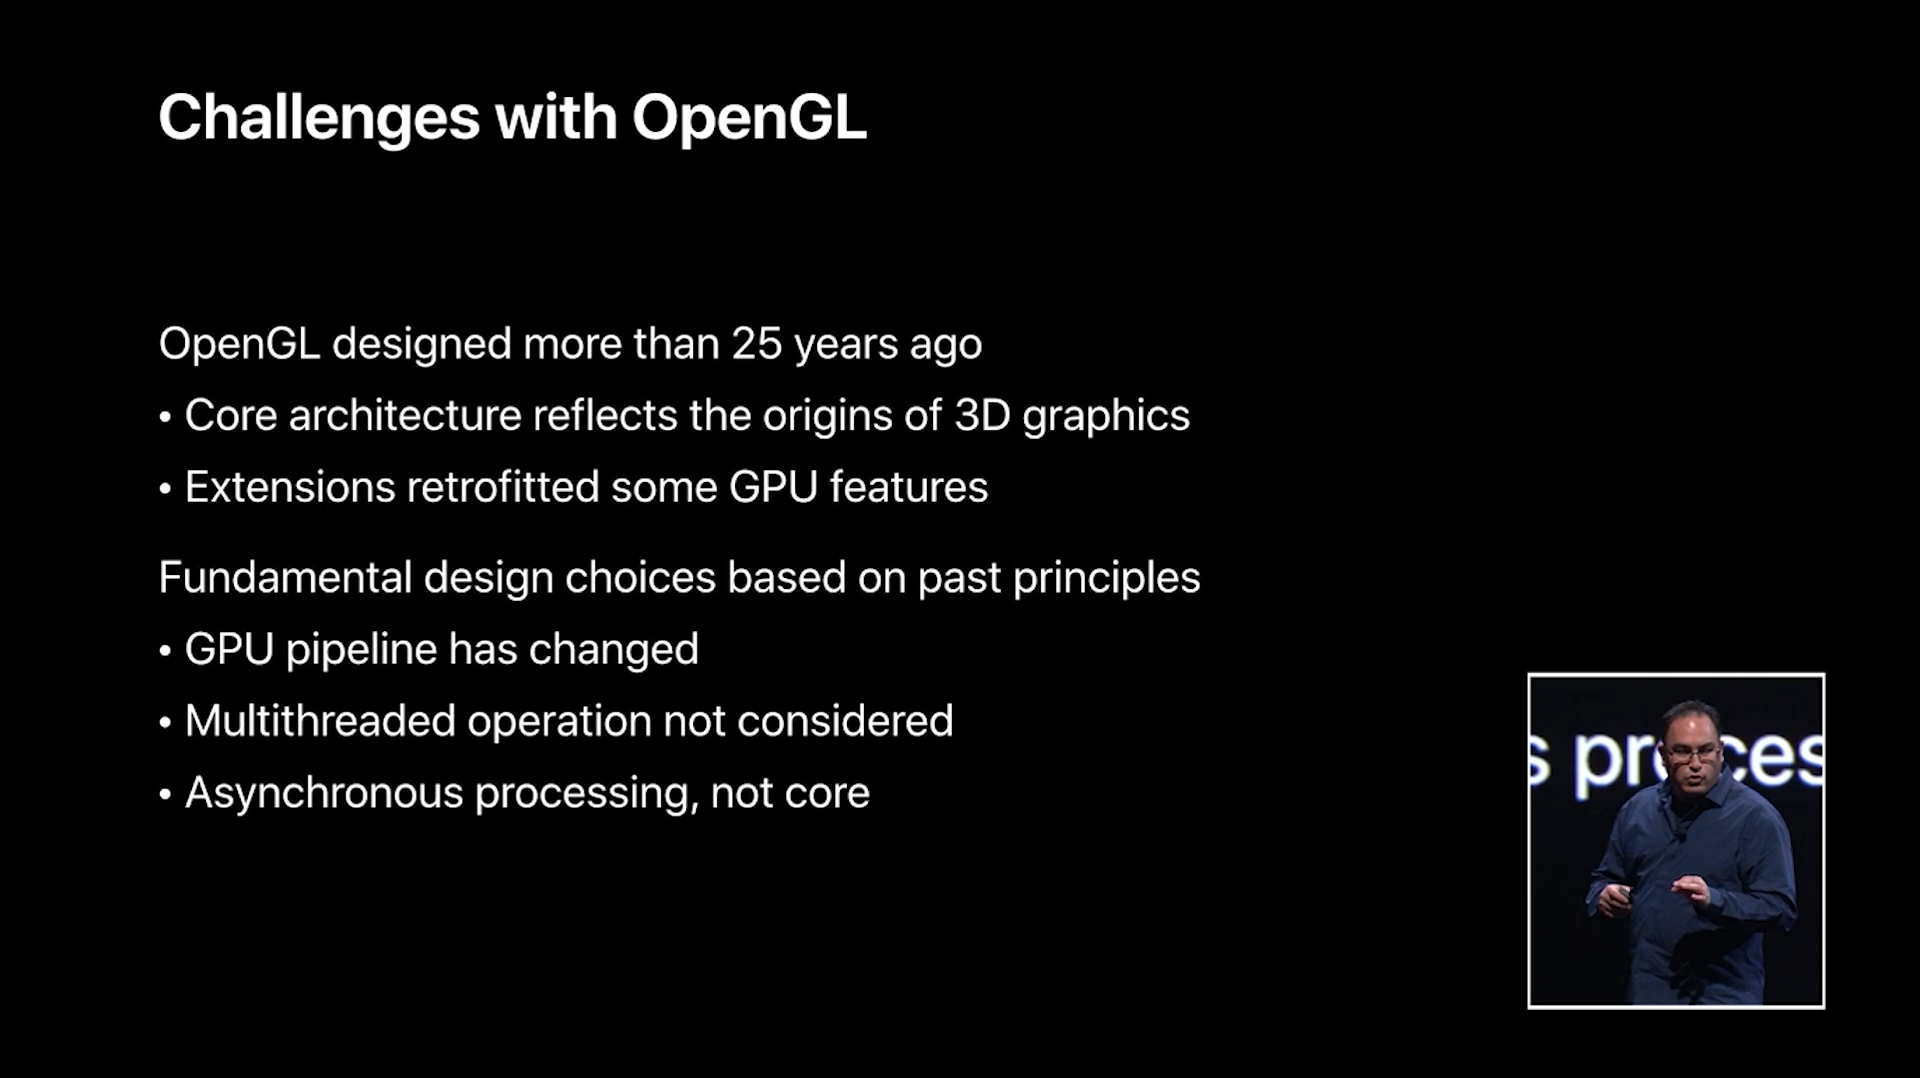 Challenges with OpenGL
OpenGL designed more than 25 years ago
• Core architecture reflects the origins of 3D graphics
• Extensions retrofitted some GPU features
Fundamental design choices based on past principles
• GPU pipeline has changed
• Multithreaded operation not considered
• Asynchronous processing, not core